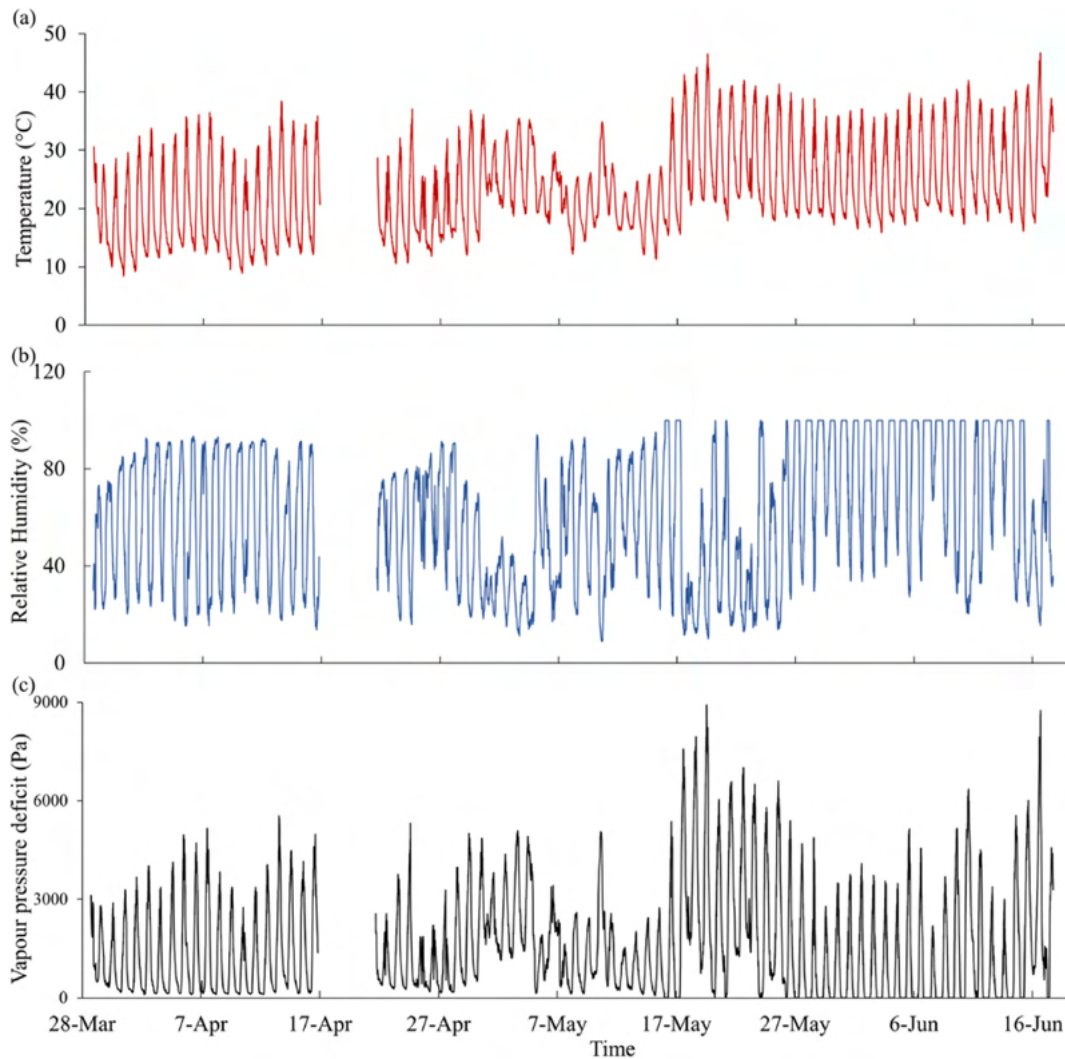 (a)
50
40
30
20
10
0
Temperature (°C)
(b)
120
80
40
0
Relative Humidity (%)
(c)
9000
6000
3000
0
Vapour pressure deficit (Pa)
28-Mar 7-Apr 17-Apr 27-Apr 7-May 17-May 27-May 6-Jun 16-Jun
Time